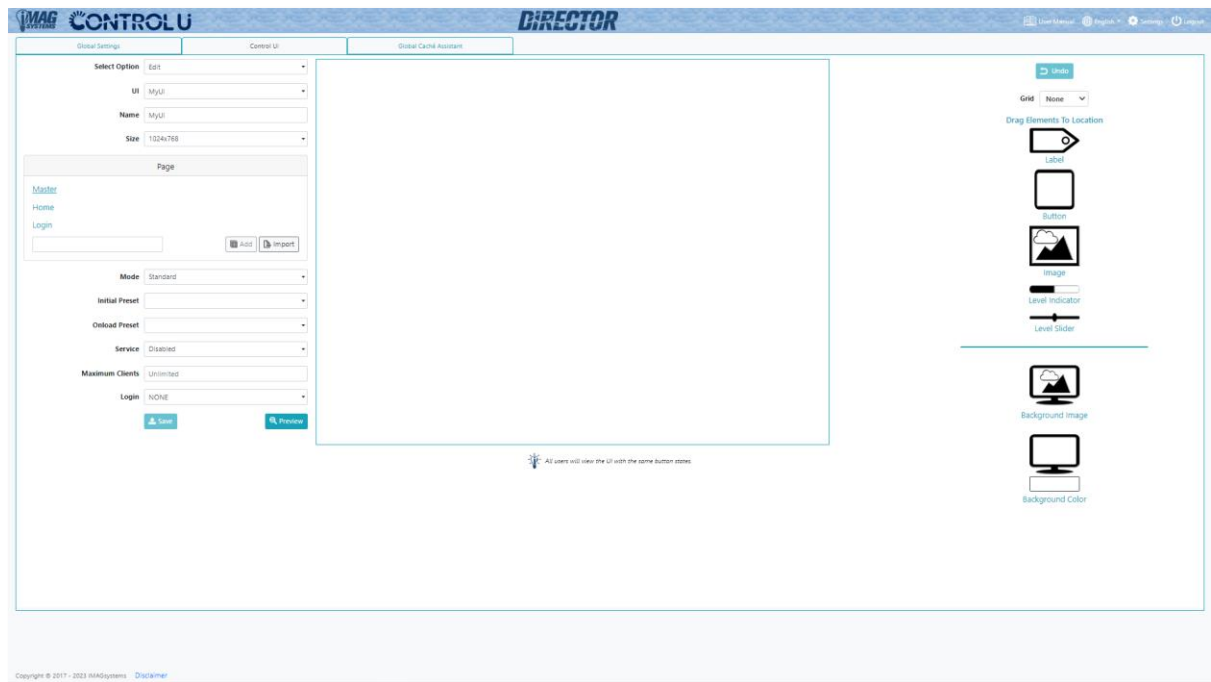 iMAG SYSTEMS CONTROL U
DiRECTOR
User Manual English Settings Logout
Global Settings
Control UI
Global Caché Assistant
Select Option Edit
UI MyUI
Name MyUI
Size 1024x768
Page
Master
Home
Login
Add Import
Mode Standard
Initial Preset
Onload Preset
Service Disabled
Maximum Clients Unlimited
Login NONE
Save Preview
All users will view the UI with the same button states.
Undo
Grid None
Drag Elements To Location
Label
Button
Image
Level Indicator
Level Slider
Background Image
Background Color
Copyright © 2017 - 2023 iMAGsystems Disclaimer